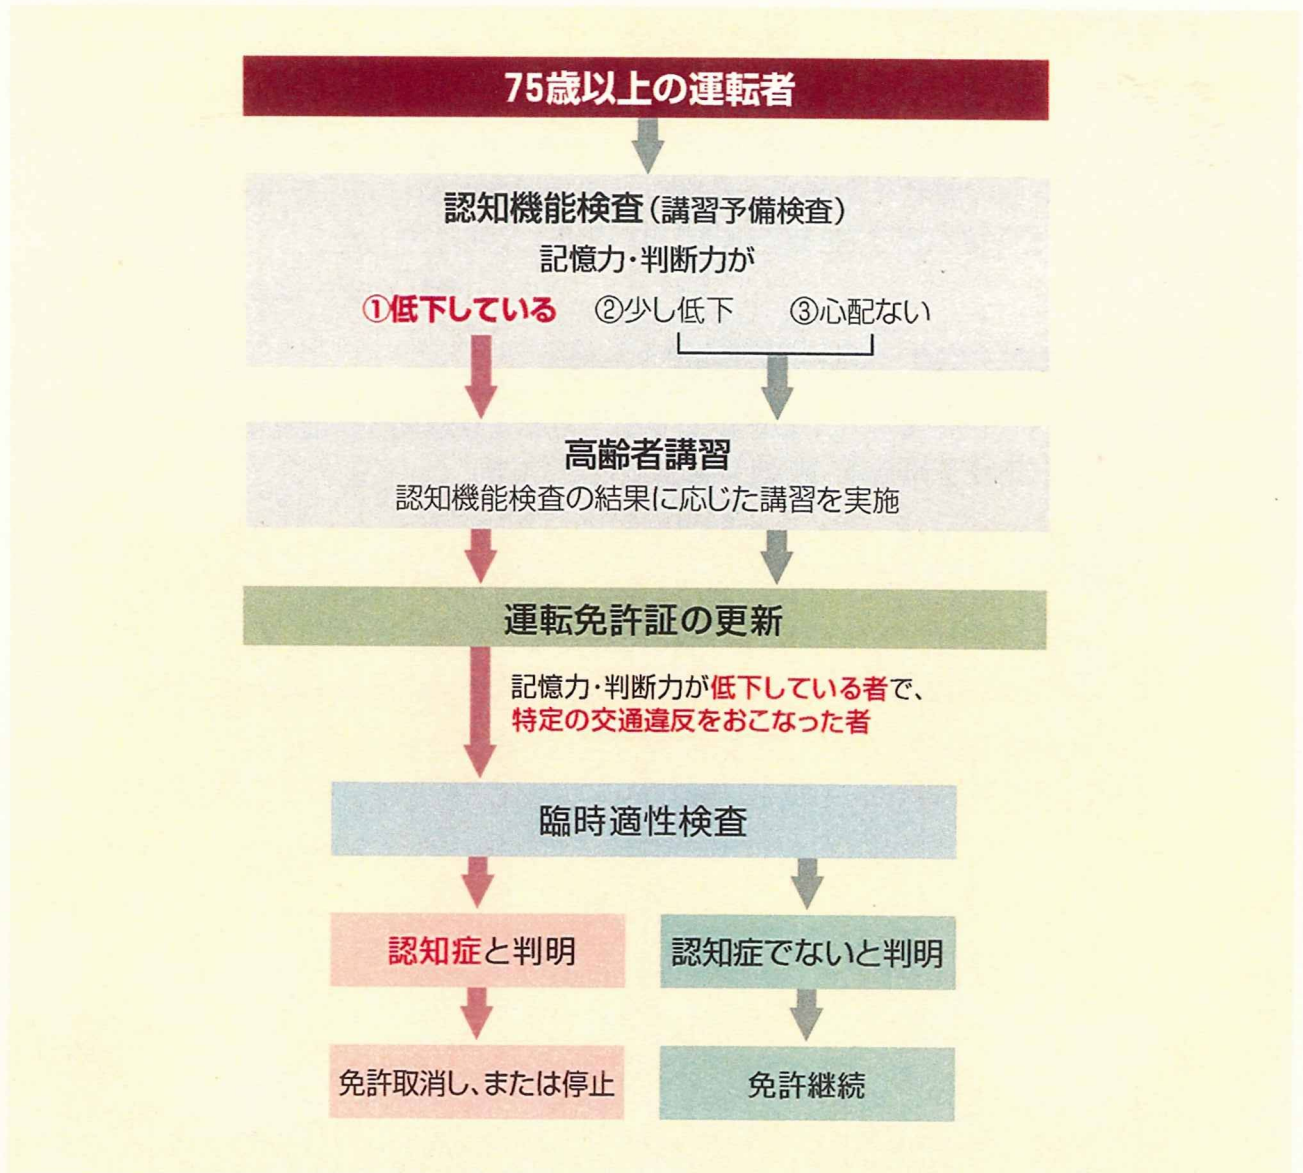 75歳以上の運転者
認知機能検査(講習予備検査)
記憶力・判断力が
①低下している ②少し低下 ③心配ない
高齢者講習
認知機能検査の結果に応じた講習を実施
運転免許証の更新
記憶力・判断力が低下している者で、
特定の交通違反をおこなった者
臨時適性検査
認知症と判明 認知症でないと判明
免許取消し、または停止 免許継続